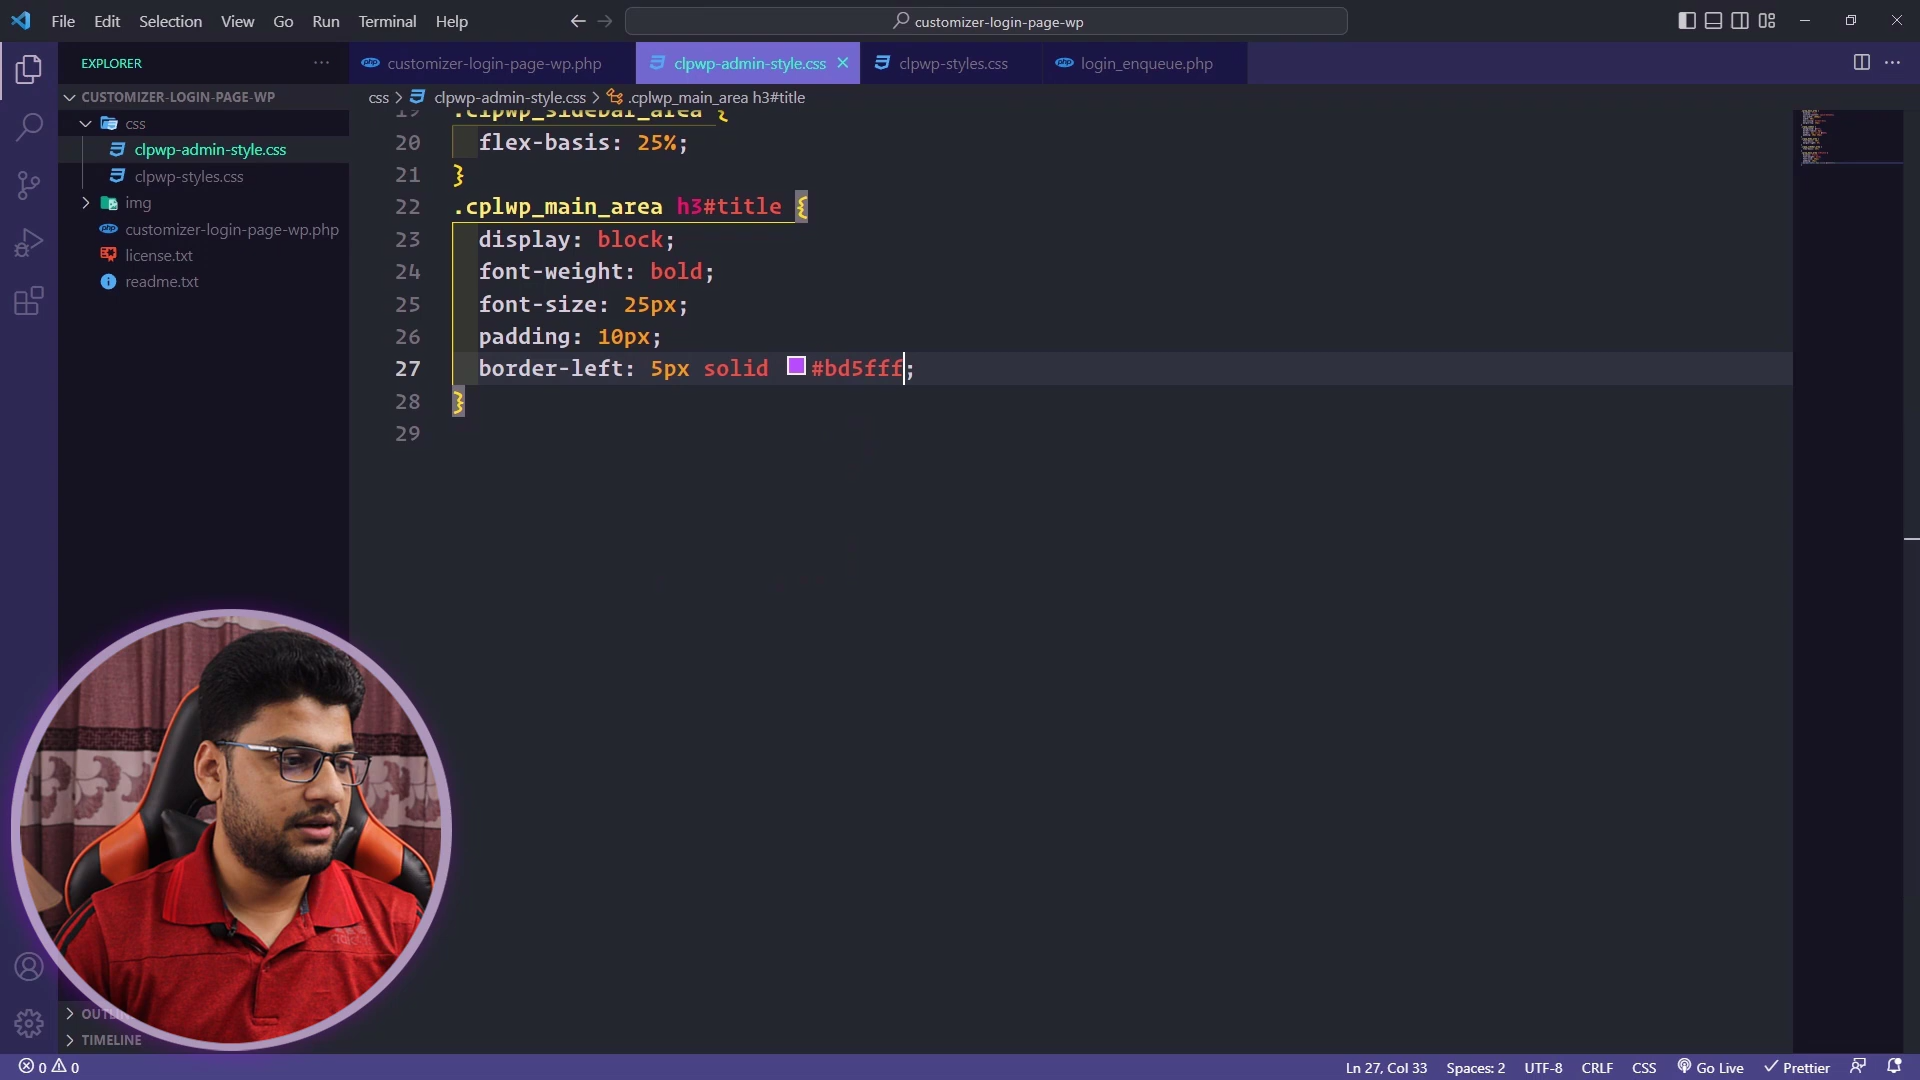 File Edit Selection View Go Run Terminal Help
customizer-login-page-wp
EXPLORER
customizer-login-page-wp.php
clpwp-admin-style.css
clpwp-styles.css
login_enqueue.php
css > clpwp-admin-style.css > .cplwp_main_area h3#title
CUSTOMIZER-LOGIN-PAGE-WP
css
clpwp-admin-style.css
clpwp-styles.css
img
customizer-login-page-wp.php
license.txt
readme.txt
19 .clpwp_sidebar_area {
20 flex-basis: 25%;
21 }
22 .cplwp_main_area h3#title {
23 display: block;
24 font-weight: bold;
25 font-size: 25px;
26 padding: 10px;
27 border-left: 5px solid #bd5fff;
28 }
29
TIMELINE
0 0
Ln 27, Col 33 Spaces: 2 UTF-8 CRLF CSS Go Live Prettier